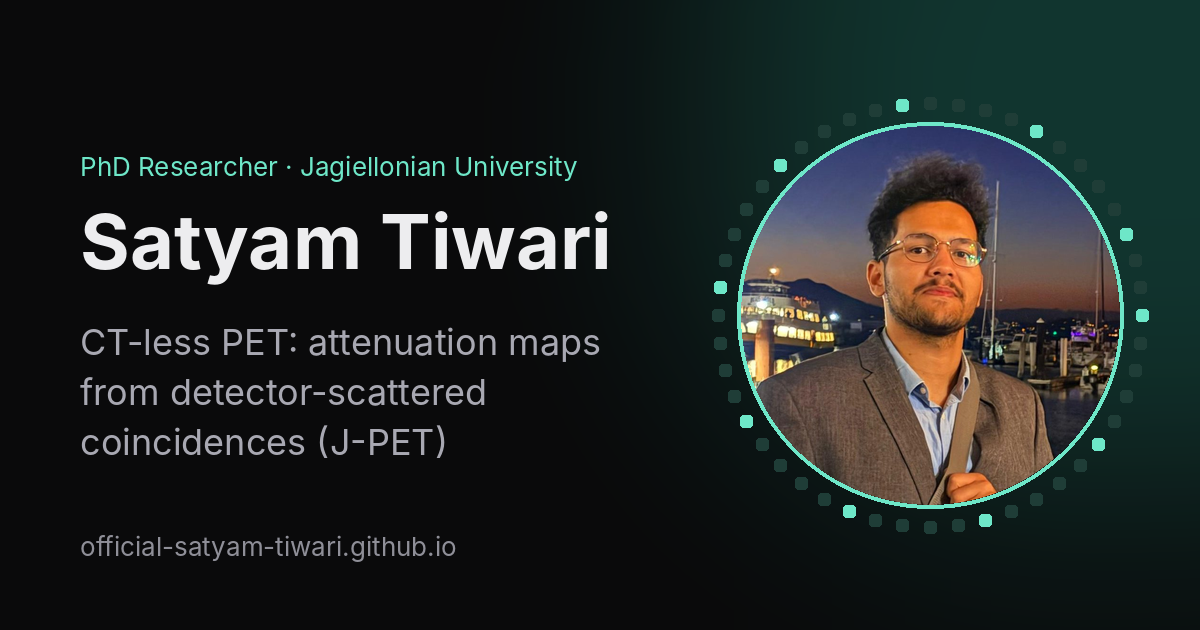 PhD Researcher · Jagiellonian University
Satyam Tiwari
CT-less PET: attenuation maps
from detector-scattered
coincidences (J-PET)
official-satyam-tiwari.github.io